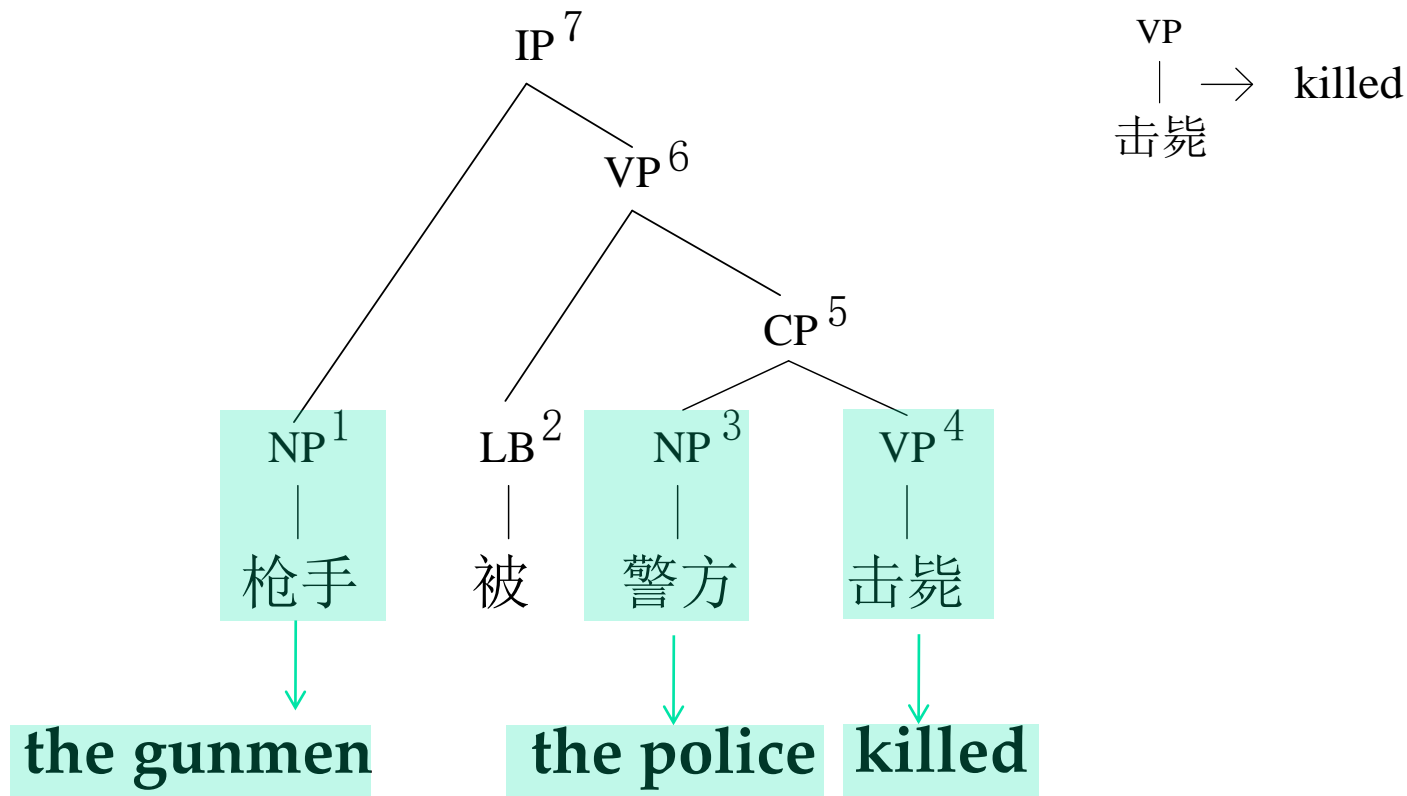 IP 7
VP
→ killed
击毙
VP 6
CP 5
NP 1 LB 2 NP 3 VP 4
枪手 被 警方 击毙
the gunmen the police killed